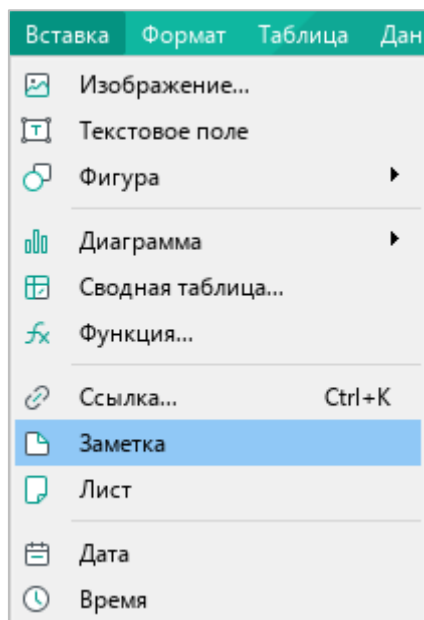 Вставка Формат Таблица Дан
Изображение...
Текстовое поле
Фигура
Диаграмма
Сводная таблица...
Функция...
Ссылка... Ctrl+K
Заметка
Лист
Дата
Время